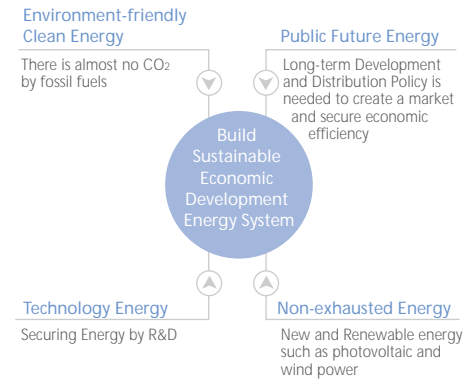 Environment-friendly
Clean Energy
There is almost no CO2
by fossil fuels
Public Future Energy
Long-term Development
and Distribution Policy is
needed to create a market
and secure economic
efficiency
Build
Sustainable
Economic
Development
Energy System
Technology Energy
Securing Energy by R&D
Non-exhausted Energy
New and Renewable energy
such as photovoltaic and
wind power